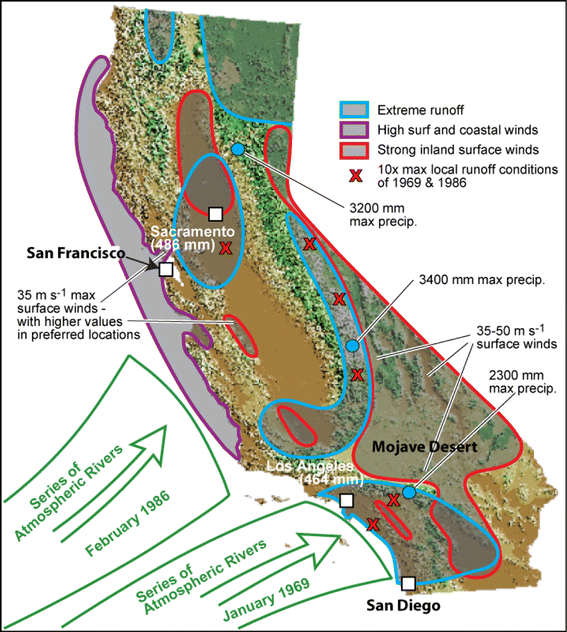 Extreme runoff
High surf and coastal winds
Strong inland surface winds
10x max local runoff conditions
of 1969 & 1986
3200 mm
max precip.
Sacramento
(486 mm)
San Francisco
35 m s-1 max
surface winds -
with higher values
in preferred locations
3400 mm max precip.
35-50 m s-1
surface winds
2300 mm
max precip.
Mojave Desert
Los Angeles
(464 mm)
Series of
Atmospheric Rivers
February 1986
Series of
Atmospheric Rivers
January 1969
San Diego